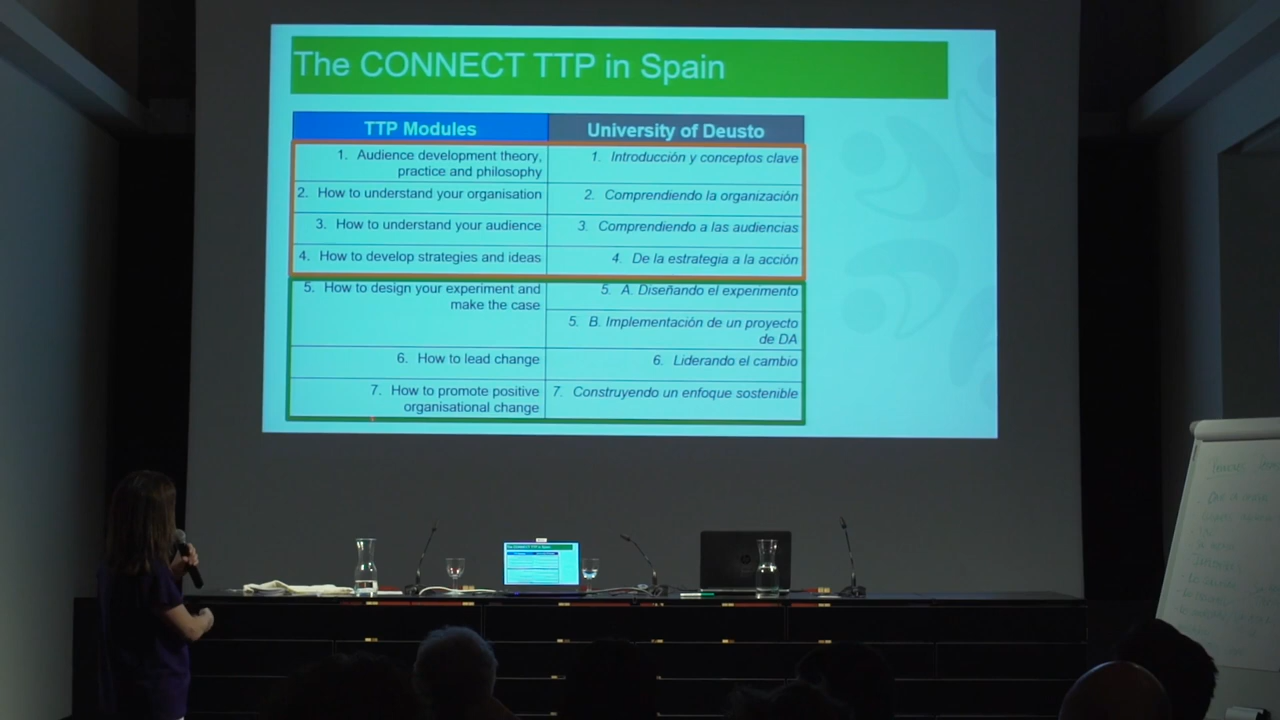 The CONNECT TTP in Spain
TTP Modules
University of Deusto
1. Audience development theory,
practice and philosophy
1. Introducción y conceptos clave
2. How to understand your organisation
2. Comprendiendo la organización
3. How to understand your audience
3. Comprendiendo a las audiencias
4. How to develop strategies and ideas
4. De la estrategia a la acción
5. How to design your experiment and
make the case
5. A. Diseñando el experimento
5. B. Implementación de un proyecto
de DA
6. How to lead change
6. Liderando el cambio
7. How to promote positive
organisational change
7. Construyendo un enfoque sostenible